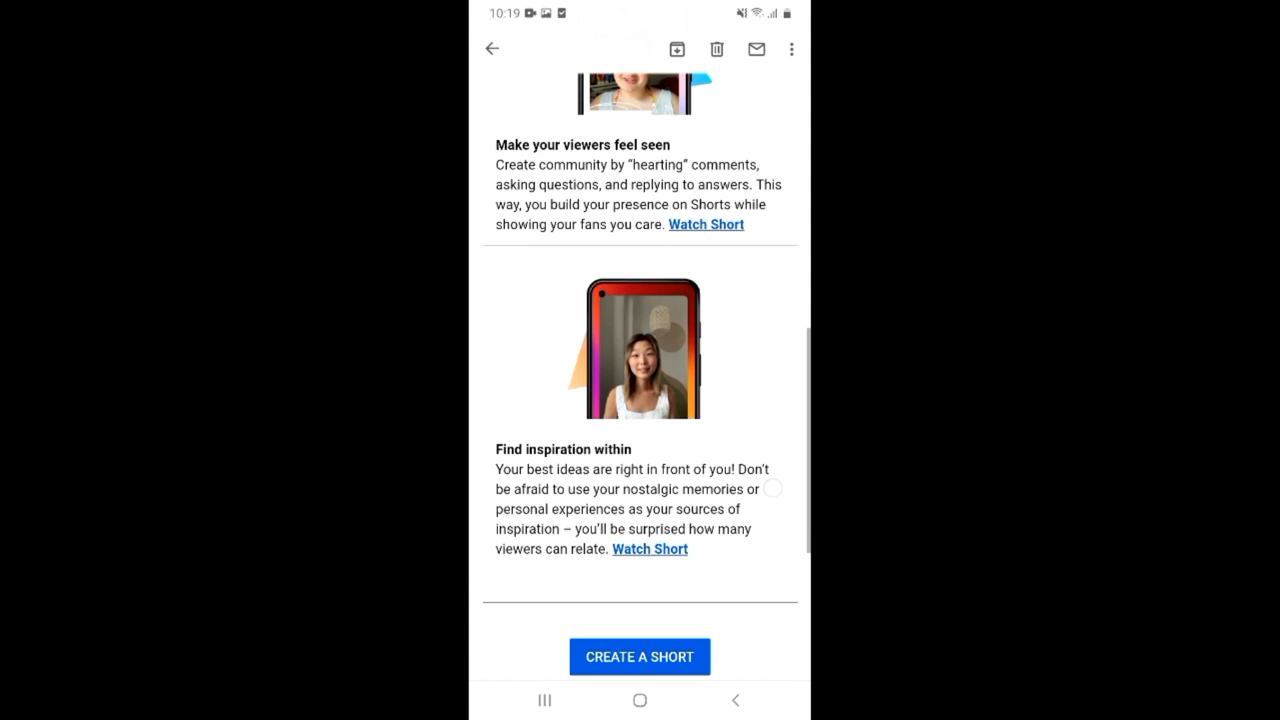 10:19
Make your viewers feel seen
Create community by “hearting” comments,
asking questions, and replying to answers. This
way, you build your presence on Shorts while
showing your fans you care. Watch Short
Find inspiration within
Your best ideas are right in front of you! Don’t
be afraid to use your nostalgic memories or
personal experiences as your sources of
inspiration – you’ll be surprised how many
viewers can relate. Watch Short
CREATE A SHORT